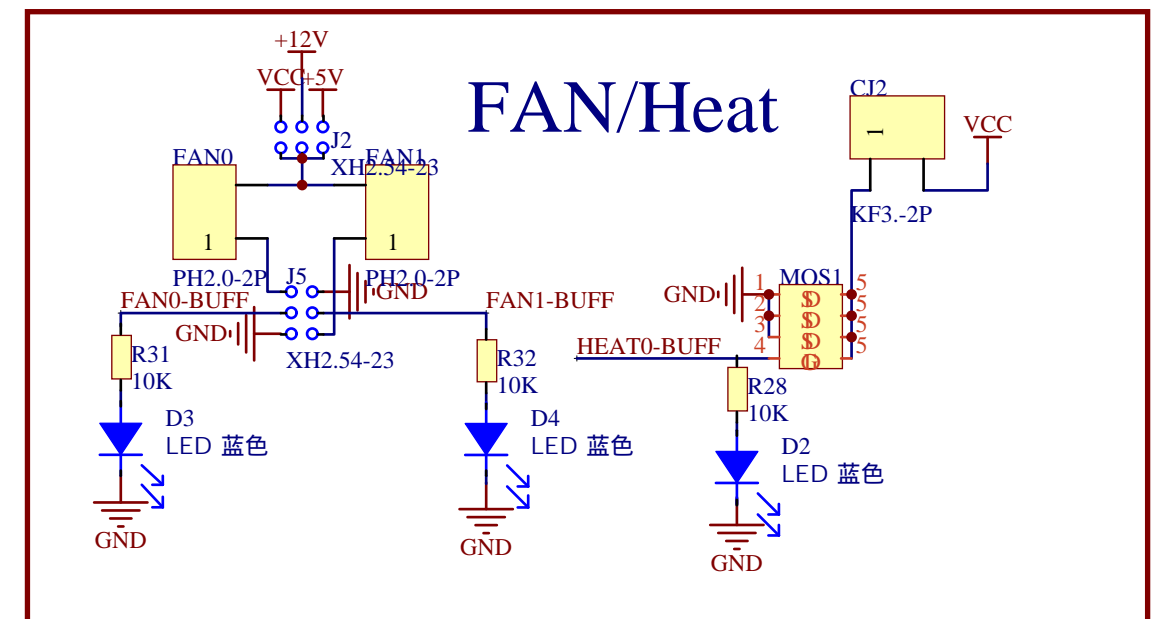 +12V
VCC
+5V
FAN/Heat
CJ2
1
VCC
J2
FAN0
FAN1
XH2.54-23
KF3.-2P
1
1
PH2.0-2P
J5
PH2.0-2P
GND
FAN0-BUFF
FAN1-BUFF
GND
XH2.54-23
GND
MOS1
1
2
3
4
S
D
S
D
S
D
G
D
5
5
5
5
HEAT0-BUFF
R31
10K
R32
10K
R28
10K
D3
LED 蓝色
D4
LED 蓝色
D2
LED 蓝色
GND
GND
GND